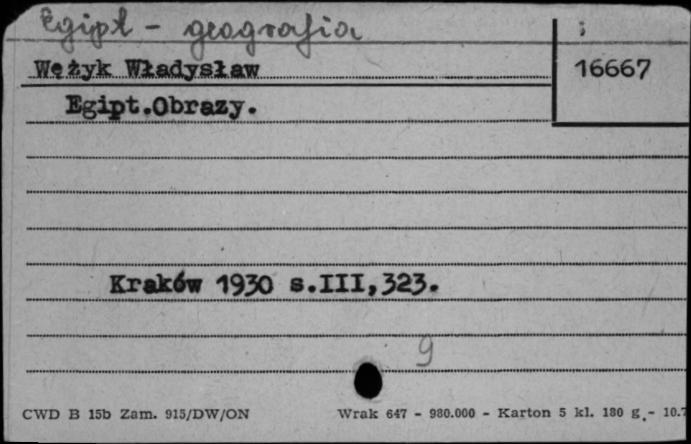 Egipt - geografia
Wężyk Władysław
16667
Egipt.Obrazy.
Kraków 1930 s.III,323.
9
CWD B 15b Zam. 915/DW/ON Wrak 647 - 980.000 - Karton 5 kl. 180 g.- 10.7